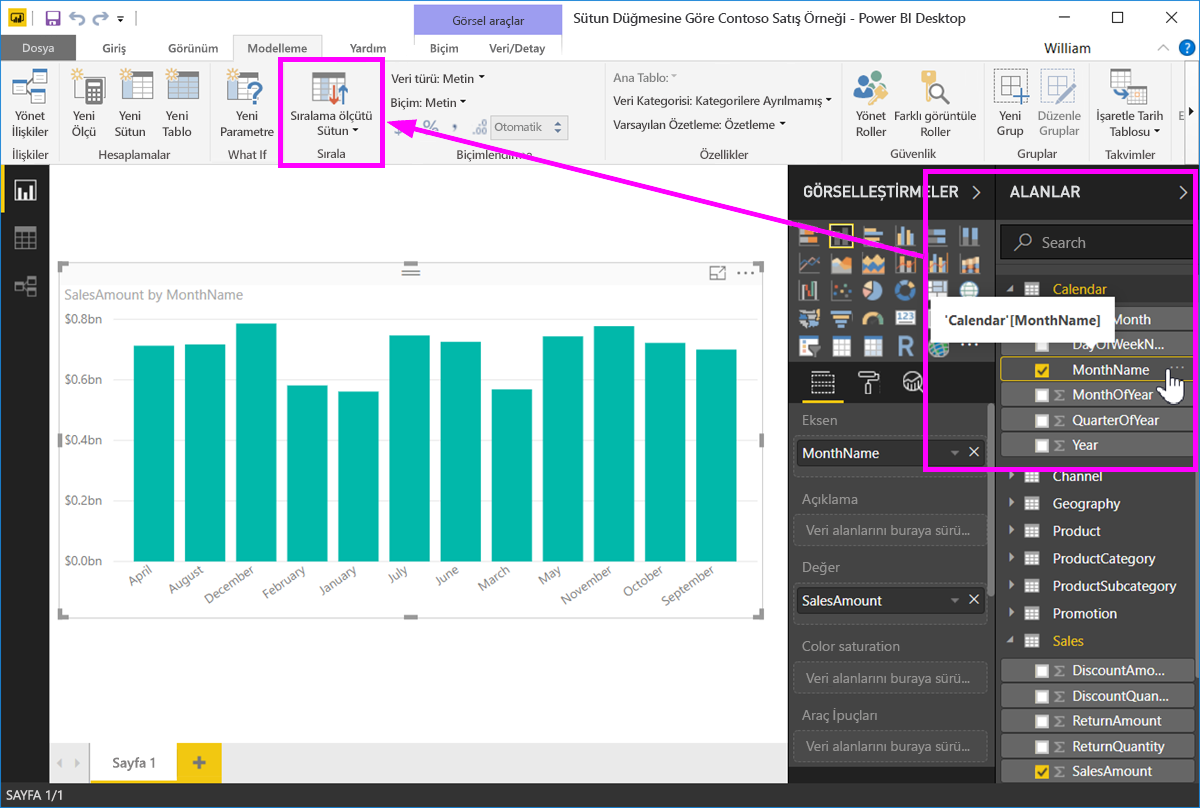 Görsel araçlar
Sütun Düğmesine Göre Contoso Satış Örneği - Power BI Desktop
Dosya
Giriş
Görünüm
Modelleme
Yardım
Biçim
Veri/Detay
William
?
Yönet
İlişkiler
İlişkiler
Yeni
Ölçü
Yeni
Sütun
Yeni
Tablo
Hesaplamalar
Yeni
Parametre
What If
Sıralama ölçütü
Sütun
Sırala
Veri türü: Metin
Biçim: Metin
$ % , .00 Otomatik
Biçimlendirme
Ana Tablo:
Veri Kategorisi: Kategorilere Ayrılmamış
Varsayılan Özetleme: Özetleme
Özellikler
Yönet
Roller
Farklı görüntüle
Roller
Güvenlik
Yeni
Grup
Düzenle
Gruplar
Gruplar
İşaretle Tarih
Tablosu
Takvimler
SalesAmount by MonthName
$0.8bn
$0.6bn
$0.4bn
$0.2bn
$0.0bn
April
August
December
February
January
July
June
March
May
November
October
September
GÖRSELLEŞTİRMELER
123
R
Eksen
MonthName
Açıklama
Veri alanlarını buraya sürü...
Değer
SalesAmount
Color saturation
Veri alanlarını buraya sürü...
Araç İpuçları
Veri alanlarını buraya sürü...
ALANLAR
Search
Calendar
'Calendar'[MonthName]
Month
DayOfWeekN...
MonthName
Σ MonthOfYear
Σ QuarterOfYear
Σ Year
Channel
Geography
Product
ProductCategory
ProductSubcategory
Promotion
Sales
Σ DiscountAmo...
Σ DiscountQuan...
Σ ReturnAmount
Σ ReturnQuantity
Σ SalesAmount
Sayfa 1
+
SAYFA 1/1